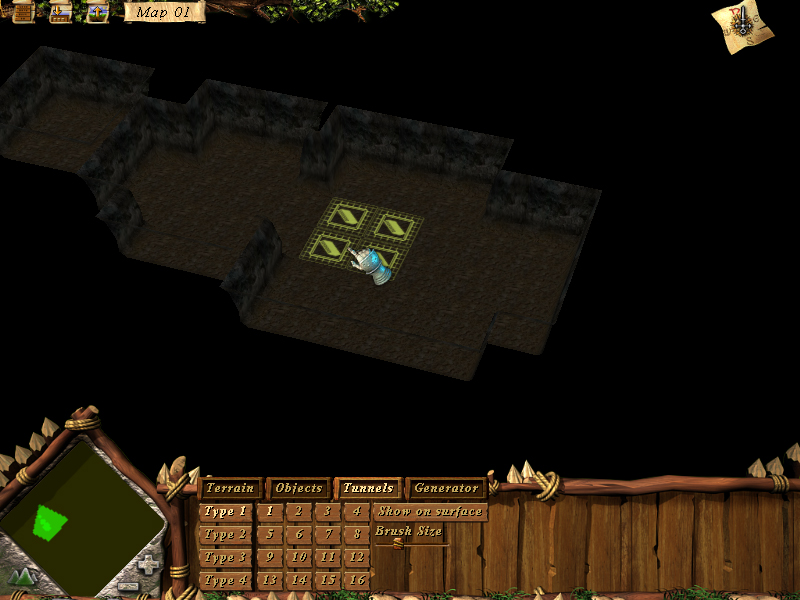 Map 01
Terrain Objects Tunnels Generator
Type 1 1 2 3 4 Show on surface
Type 2 5 6 7 8 Brush Size
Type 3 9 10 11 12
Type 4 13 14 15 16